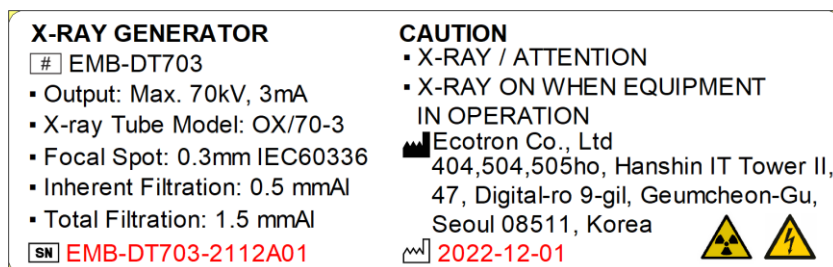 X-RAY GENERATOR
# EMB-DT703
▪ Output: Max. 70kV, 3mA
▪ X-ray Tube Model: OX/70-3
▪ Focal Spot: 0.3mm IEC60336
▪ Inherent Filtration: 0.5 mmAl
▪ Total Filtration: 1.5 mmAl
SN EMB-DT703-2112A01
CAUTION
▪ X-RAY / ATTENTION
▪ X-RAY ON WHEN EQUIPMENT
IN OPERATION
Ecotron Co., Ltd
404,504,505ho, Hanshin IT Tower II,
47, Digital-ro 9-gil, Geumcheon-Gu,
Seoul 08511, Korea
2022-12-01